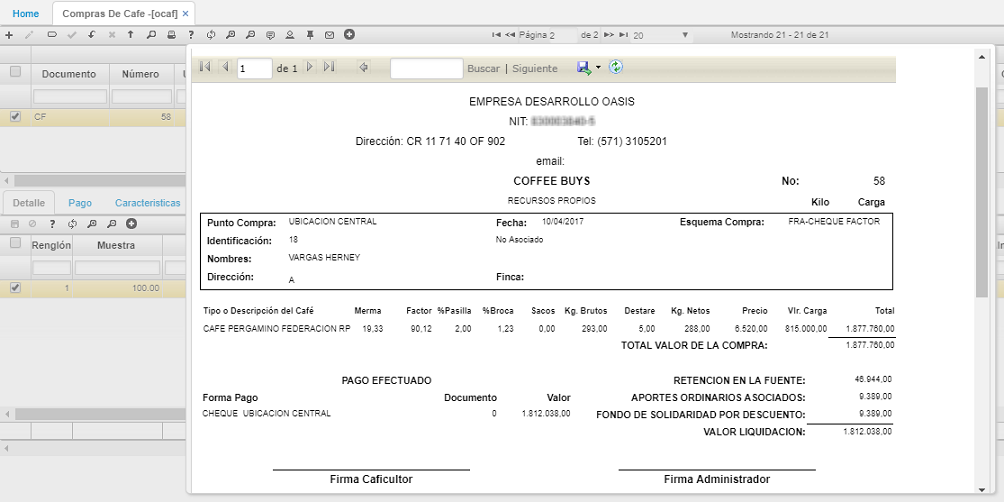 Home Compras De Cafe -[ocaf] ×
Página 2 de 2 20 Mostrando 21 - 21 de 21
Documento Número
CF 58
Detalle Pago Caracteristicas
Renglón Muestra
1 100.00
1 de 1 Buscar | Siguiente
EMPRESA DESARROLLO OASIS
NIT:
Dirección: CR 11 71 40 OF 902 Tel: (571) 3105201
email:
COFFEE BUYS No: 58
RECURSOS PROPIOS Kilo Carga
Punto Compra: UBICACION CENTRAL Fecha: 10/04/2017 Esquema Compra: FRA-CHEQUE FACTOR
Identificación: 18 No Asociado
Nombres: VARGAS HERNEY
Dirección: A Finca:
Tipo o Descripción del Café Merma Factor %Pasilla %Broca Sacos Kg. Brutos Destare Kg. Netos Precio Vlr. Carga Total
CAFE PERGAMINO FEDERACION RP 19,33 90,12 2,00 1,23 0,00 293,00 5,00 288,00 6.520,00 815.000,00 1.877.760,00
TOTAL VALOR DE LA COMPRA: 1.877.760,00
PAGO EFECTUADO RETENCION EN LA FUENTE: 46.944,00
Forma Pago Documento Valor APORTES ORDINARIOS ASOCIADOS: 9.389,00
CHEQUE UBICACION CENTRAL 0 1.812.038,00 FONDO DE SOLIDARIDAD POR DESCUENTO: 9.389,00
VALOR LIQUIDACION: 1.812.038,00
Firma Caficultor Firma Administrador